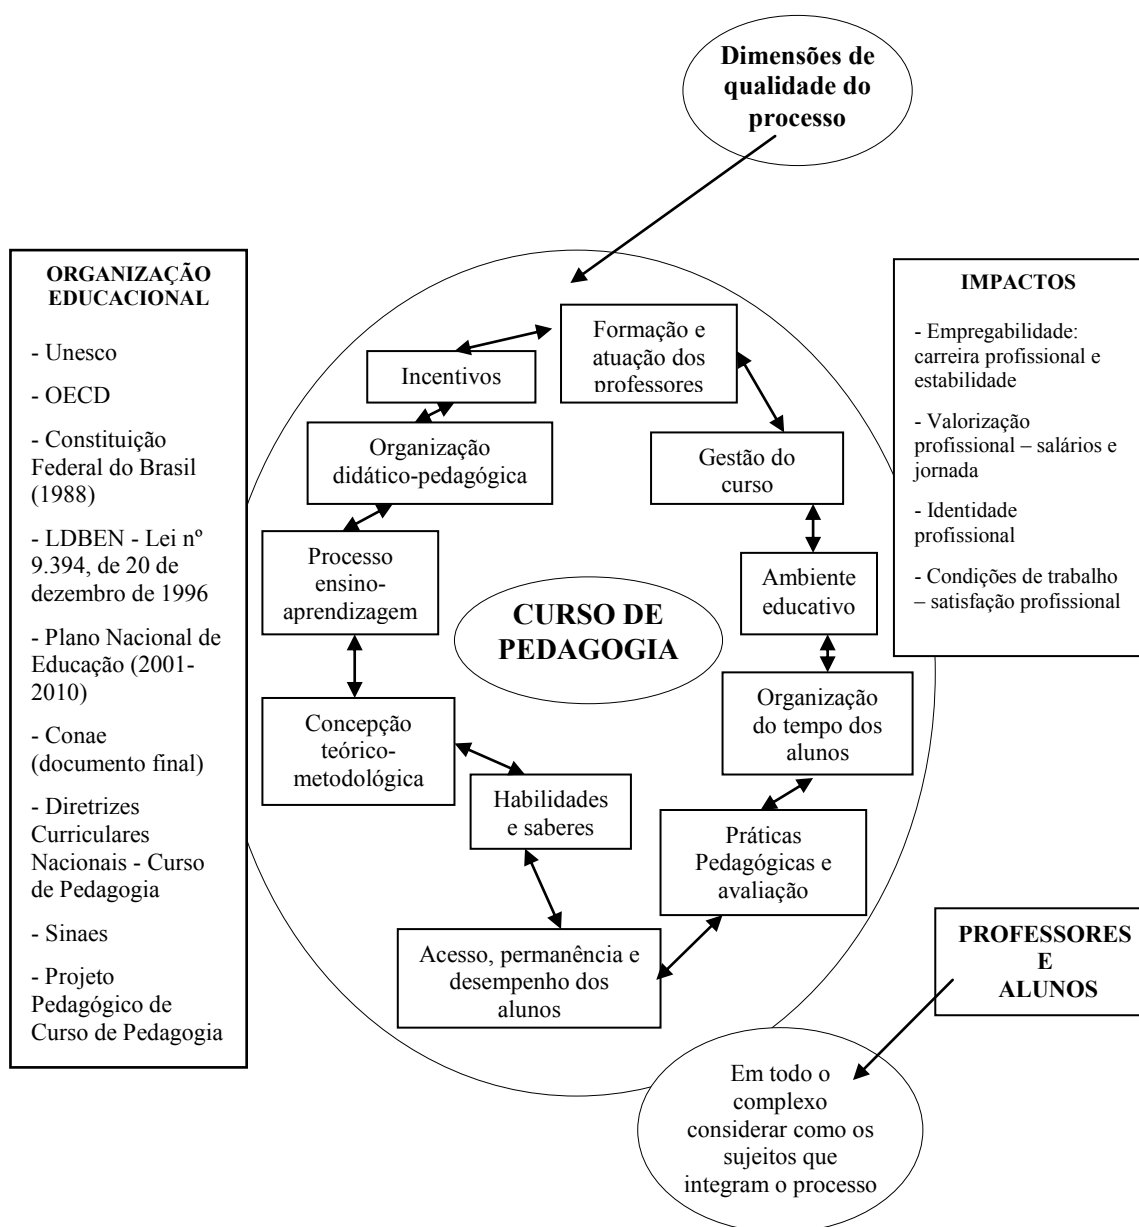 Dimensões de
qualidade do
processo
ORGANIZAÇÃO
EDUCACIONAL
- Unesco
- OECD
- Constituição
Federal do Brasil
(1988)
- LDBEN - Lei nº
9.394, de 20 de
dezembro de 1996
- Plano Nacional de
Educação (2001-
2010)
- Conae
(documento final)
- Diretrizes
Curriculares
Nacionais - Curso
de Pedagogia
- Sinaes
- Projeto
Pedagógico de
Curso de Pedagogia
Formação e
atuação dos
professores
Incentivos
Organização
didático-pedagógica
Gestão do
curso
Processo
ensino-
aprendizagem
Ambiente
educativo
CURSO DE
PEDAGOGIA
Concepção
teórico-
metodológica
Organização
do tempo dos
alunos
Habilidades
e saberes
Práticas
Pedagógicas e
avaliação
Acesso, permanência e
desempenho dos
alunos
IMPACTOS
- Empregabilidade:
carreira profissional e
estabilidade
- Valorização
profissional – salários e
jornada
- Identidade
profissional
- Condições de trabalho
– satisfação profissional
PROFESSORES
E
ALUNOS
Em todo o
complexo
considerar como os
sujeitos que
integram o processo